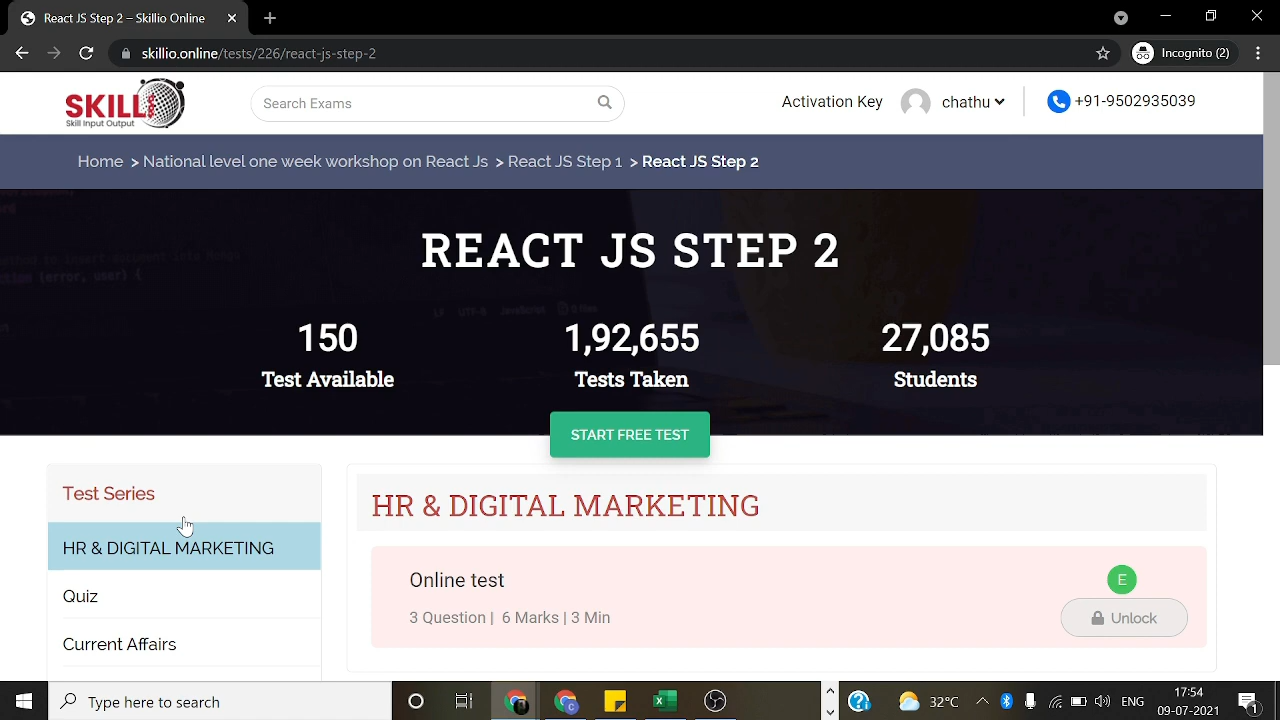 React JS Step 2 - Skillio
skillio.online/tests/226/react-js-step-2
Incognito (2)
SKILL
Skill Input Output
Search Exams
Activation Key
chathu
+91-9502935039
Home > National level one week workshop on React Js > React JS Step 1 > React JS Step 2
REACT JS STEP 2
150
Test Available
1,92,655
Tests Taken
27,085
Students
START FREE TEST
Test Series
HR & DIGITAL MARKETING
Quiz
Current Affairs
HR & DIGITAL MARKETING
Online test
3 Question | 6 Marks | 3 Min
E
Unlock
Type here to search
32°C
ENG
17:54
09-07-2021
1